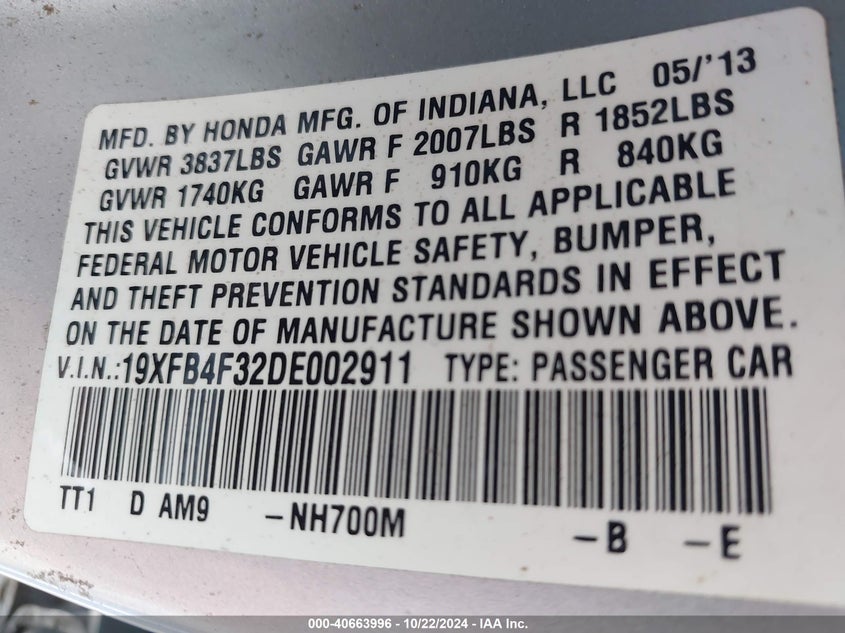 MFD. BY HONDA MFG. OF INDIANA, LLC 05/'13
GVWR 3837LBS GAWR F 2007LBS R 1852LBS
GVWR 1740KG GAWR F 910KG R 840KG
THIS VEHICLE CONFORMS TO ALL APPLICABLE
FEDERAL MOTOR VEHICLE SAFETY, BUMPER,
AND THEFT PREVENTION STANDARDS IN EFFECT
ON THE DATE OF MANUFACTURE SHOWN ABOVE.
V.I.N.:19XFB4F32DE002911 TYPE: PASSENGER CAR
TT1 D AM9 -NH700M -B -E
000-40663996 - 10/22/2024 - IAA Inc.